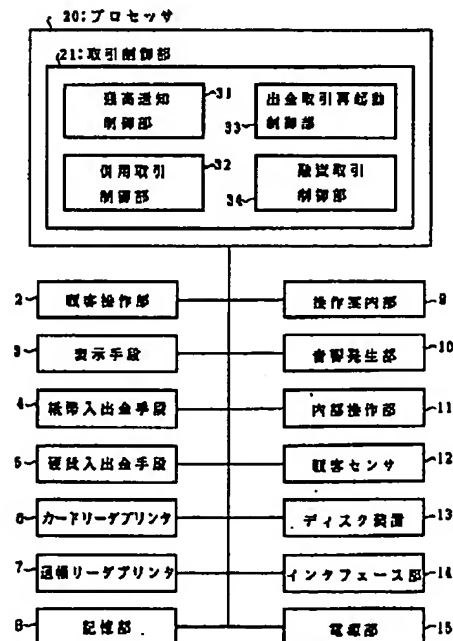 20:プロセッサ
21:取引制御部
残高通知
制御部
31
出金取引再起動
制御部
33
併用取引
制御部
32
融資取引
制御部
34
2
顧客操作部
操作案内部
9
3
表示手段
音響発生部
10
4
紙幣入出金手段
内部操作部
11
5
硬貨入出金手段
顧客センサ
12
6
カードリーダプリンタ
ディスク装置
13
7
通帳リーダプリンタ
インタフェース部
14
8
記憶部
電源部
15